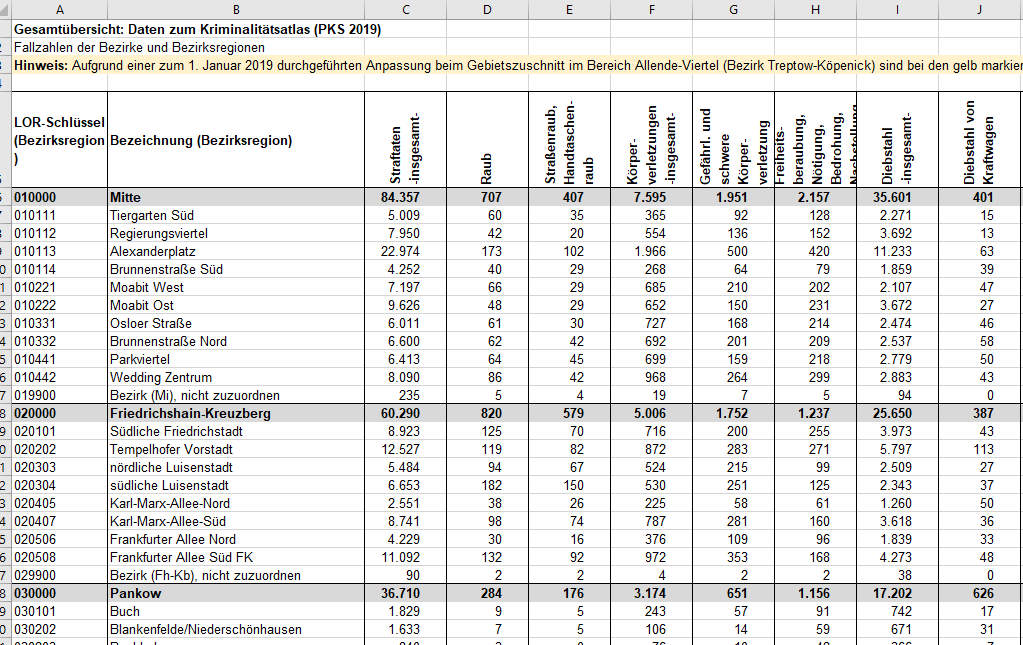 A B C D E F G H I J
Gesamtübersicht: Daten zum Kriminalitätsatlas (PKS 2019)
Fallzahlen der Bezirke und Bezirksregionen
Hinweis: Aufgrund einer zum 1. Januar 2019 durchgeführten Anpassung beim Gebietszuschnitt im Bereich Allende-Viertel (Bezirk Treptow-Köpenick) sind bei den gelb
LOR-Schlüssel
(Bezirksregion
)
Bezeichnung (Bezirksregion)
Straftaten
-insgesamt-
Raub
Straßenraub,
Handtaschen-
raub
Körper-
verletzungen
-insgesamt-
Gefährl. und
schwere
Körper-
verletzung
Freiheits-
beraubung,
Nötigung,
Bedrohung,
Diebstahl
-insgesamt-
Diebstahl von
Kraftwagen
010000 Mitte 84.357 707 407 7.595 1.951 2.157 35.601 401
010111 Tiergarten Süd 5.009 60 35 365 92 128 2.271 15
010112 Regierungsviertel 7.950 42 20 554 136 152 3.692 13
010113 Alexanderplatz 22.974 173 102 1.966 500 420 11.233 63
010114 Brunnenstraße Süd 4.252 40 29 268 64 79 1.859 39
010221 Moabit West 7.197 66 29 685 210 202 2.107 47
010222 Moabit Ost 9.626 48 29 652 150 231 3.672 27
010331 Osloer Straße 6.011 61 30 727 168 214 2.474 46
010332 Brunnenstraße Nord 6.600 62 42 692 201 209 2.537 58
010441 Parkviertel 6.413 64 45 699 159 218 2.779 50
010442 Wedding Zentrum 8.090 86 42 968 264 299 2.883 43
019900 Bezirk (Mi), nicht zuzuordnen 235 5 4 19 7 5 94 0
020000 Friedrichshain-Kreuzberg 60.290 820 579 5.006 1.752 1.237 25.650 387
020101 Südliche Friedrichstadt 8.923 125 70 716 200 255 3.973 43
020202 Tempelhofer Vorstadt 12.527 119 82 872 283 271 5.797 113
020303 nördliche Luisenstadt 5.484 94 67 524 215 99 2.509 27
020304 südliche Luisenstadt 6.653 182 150 530 251 125 2.343 37
020405 Karl-Marx-Allee-Nord 2.551 38 26 225 58 61 1.260 50
020407 Karl-Marx-Allee-Süd 8.741 98 74 787 281 160 3.618 36
020506 Frankfurter Allee Nord 4.229 30 16 376 109 96 1.839 33
020508 Frankfurter Allee Süd FK 11.092 132 92 972 353 168 4.273 48
029900 Bezirk (Fh-Kb), nicht zuzuordnen 90 2 2 4 2 2 38 0
030000 Pankow 36.710 284 176 3.174 651 1.156 17.202 626
030101 Buch 1.829 9 5 243 57 91 742 17
030202 Blankenfelde/Niederschönhausen 1.633 7 5 106 14 59 671 31